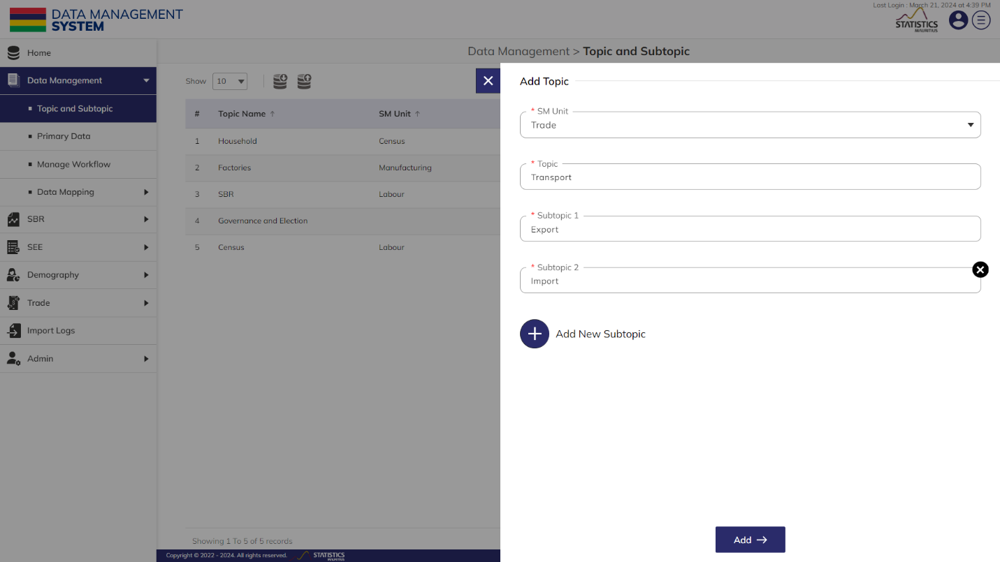 Last Login : March 21, 2024 at 4:39 PM
DATA MANAGEMENT
SYSTEM
STATISTICS
MAURITIUS
Home
Data Management
Topic and Subtopic
Primary Data
Manage Workflow
Data Mapping
SBR
SEE
Demography
Trade
Import Logs
Admin
Data Management > Topic and Subtopic
Show 10
# Topic Name SM Unit
1 Household Census
2 Factories Manufacturing
3 SBR Labour
4 Governance and Election
5 Census Labour
Showing 1 To 5 of 5 records
Copyright © 2022 - 2024. All rights reserved. STATISTICS
MAURITIUS
Add Topic
* SM Unit
Trade
* Topic
Transport
* Subtopic 1
Export
* Subtopic 2
Import
Add New Subtopic
Add